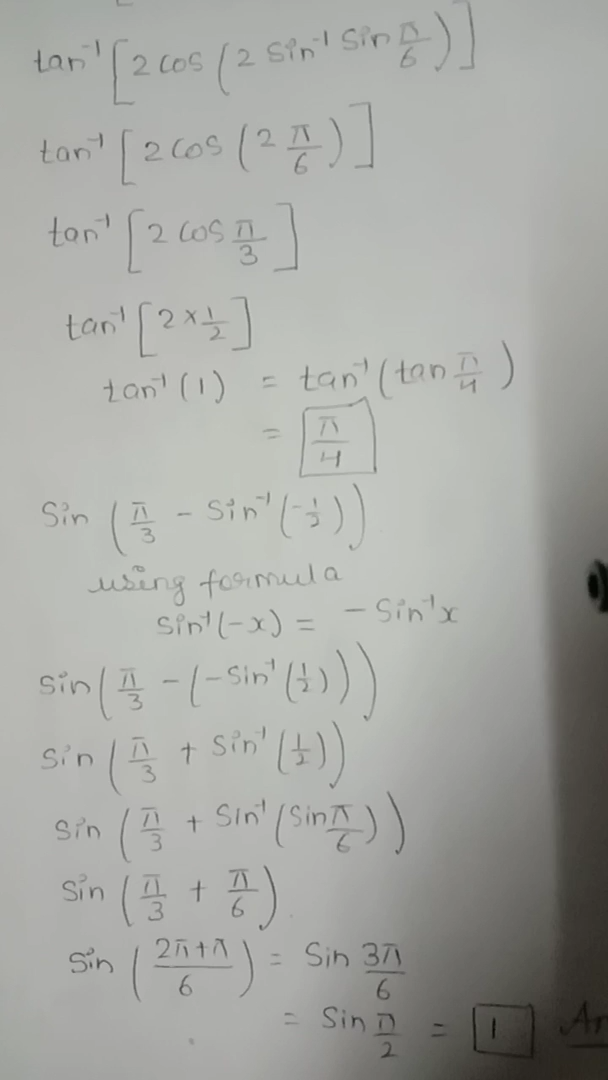 tan⁻¹ [2 cos (2 sin⁻¹ sin π/6)]
tan⁻¹ [2 cos (2 π/6)]
tan⁻¹ [2 cos π/3]
tan⁻¹ [2 × 1/2]
tan⁻¹ (1) = tan⁻¹ (tan π/4)
= π/4
Sin (π/3 - Sin⁻¹ (-1/2))
using formula
Sin⁻¹ (-x) = - Sin⁻¹ x
Sin (π/3 - (-Sin⁻¹ (1/2)))
Sin (π/3 + Sin⁻¹ (1/2))
Sin (π/3 + Sin⁻¹ (Sin π/6))
Sin (π/3 + π/6)
Sin ((2π+π)/6) = Sin 3π/6
= Sin π/2 = 1